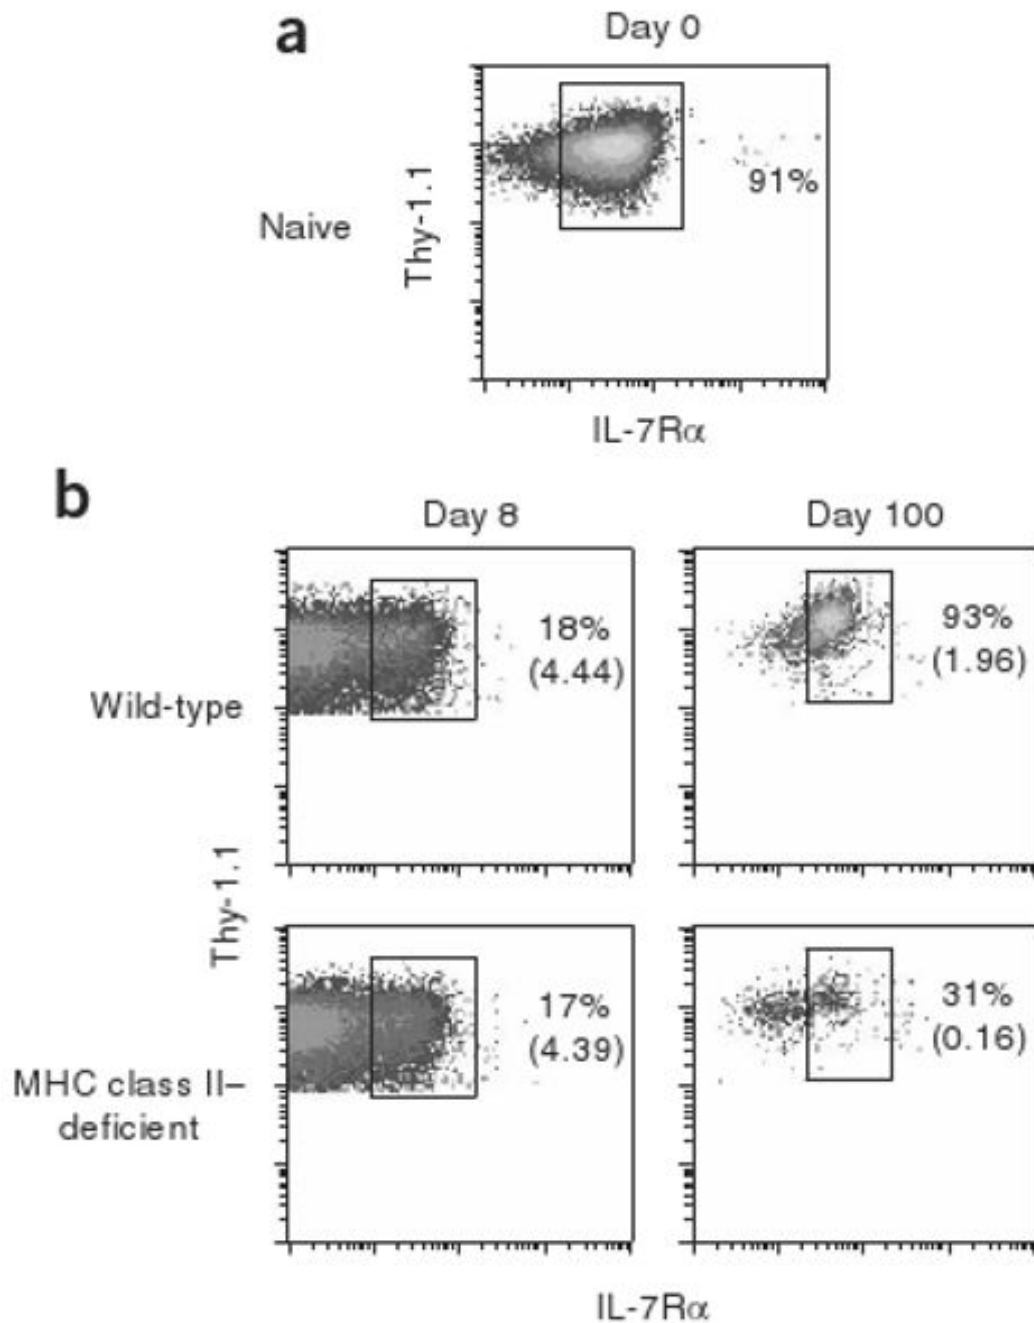 a
Day 0
Naive
Thy-1.1
91%
IL-7Rα
b
Day 8
Day 100
Wild-type
18%
(4.44)
93%
(1.96)
Thy-1.1
MHC class II–
deficient
17%
(4.39)
31%
(0.16)
IL-7Rα